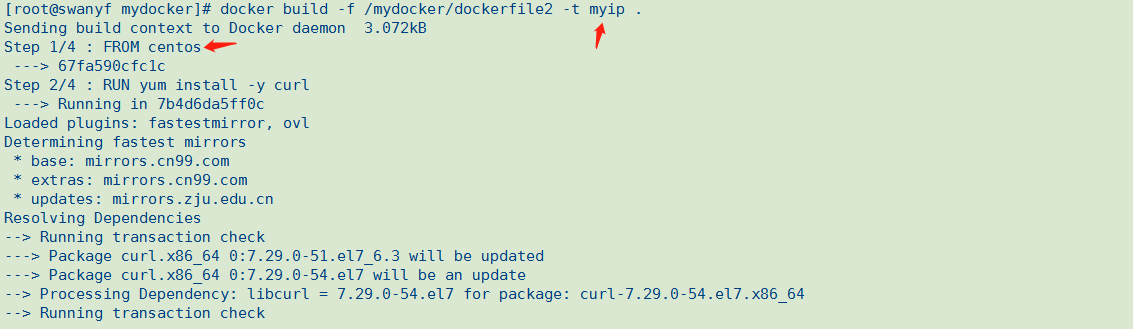 [root@swanyf mydocker]# docker build -f /mydocker/dockerfile2 -t myip .
Sending build context to Docker daemon  3.072kB
Step 1/4 : FROM centos
 ---> 67fa590cfc1c
Step 2/4 : RUN yum install -y curl
 ---> Running in 7b4d6da5ff0c
Loaded plugins: fastestmirror, ovl
Determining fastest mirrors
 * base: mirrors.cn99.com
 * extras: mirrors.cn99.com
 * updates: mirrors.zju.edu.cn
Resolving Dependencies
--> Running transaction check
---> Package curl.x86_64 0:7.29.0-51.el7_6.3 will be updated
---> Package curl.x86_64 0:7.29.0-54.el7 will be an update
--> Processing Dependency: libcurl = 7.29.0-54.el7 for package: curl-7.29.0-54.el7.x86_64
--> Running transaction check